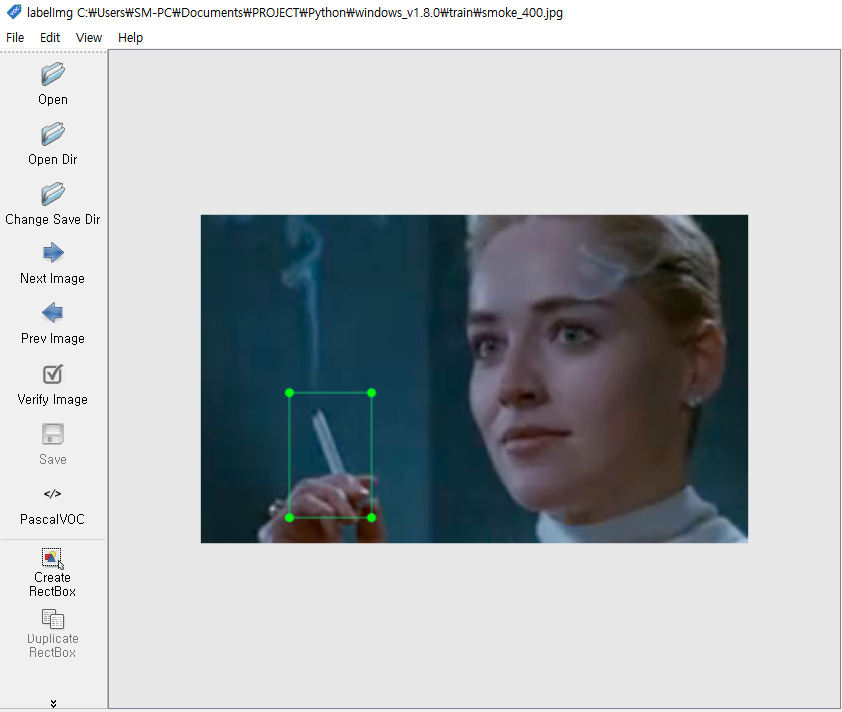 labelImg C:₩Users₩SM-PC₩Documents₩PROJECT₩Python₩windows_v1.8.0₩train₩smoke_400.jpg
File Edit View Help
Open
Open Dir
Change Save Dir
Next Image
Prev Image
Verify Image
Save
</>
PascalVOC
Create
RectBox
Duplicate
RectBox